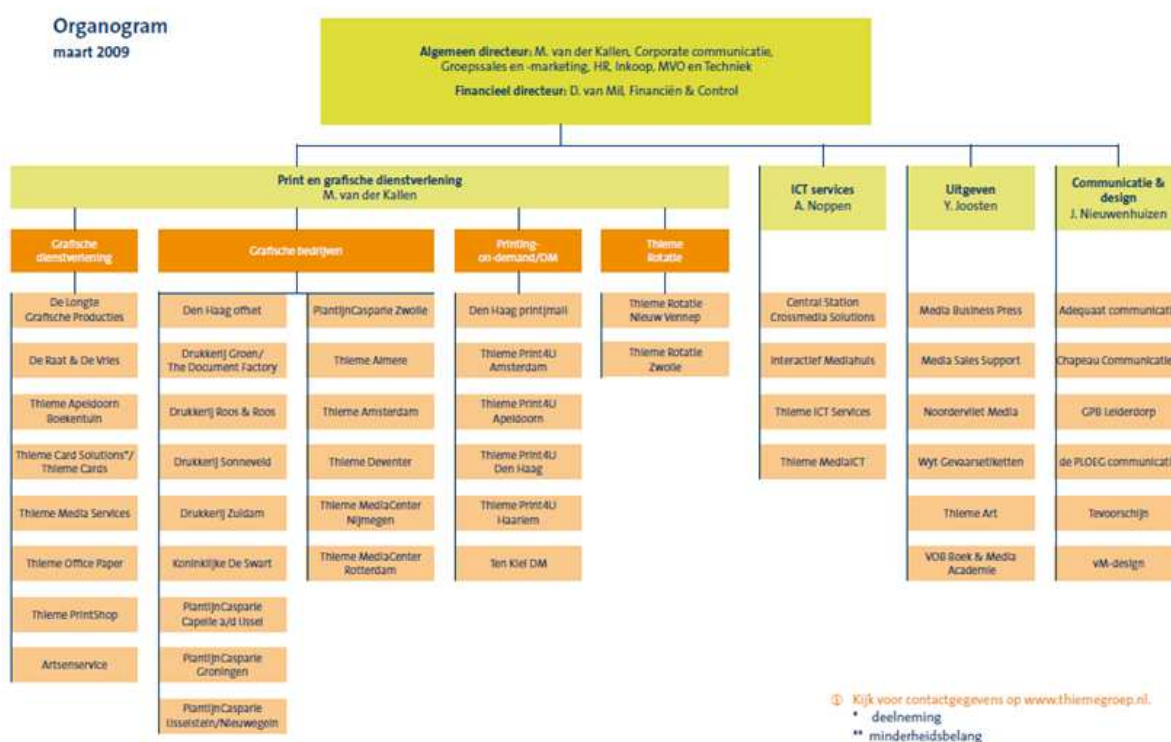 Organogram
maart 2009
Algemeen directeur: M. van der Kallen, Corporate communicatie,
Groepssales en -marketing, HR, Inkoop, MVO en Techniek
Financieel directeur: D. van Mil, Financiën & Control
Print en grafische dienstverlening
M. van der Kallen
ICT services
A. Noppen
Uitgeven
Y. Joosten
Communicatie &
design
J. Nieuwenhuizen
Grafische
dienstverlening
Grafische bedrijven
Printing-
on-demand/DM
Thieme
Rotatie
De Longte
Grafische Producties
De Raat & De Vries
Thieme Apeldoorn
Boekentuin
Thieme Card Solutions*/
Thieme Cards
Thieme Media Services
Thieme Office Paper
Thieme PrintShop
Artsenservice
Den Haag offset
Drukkerij Groen/
The Document Factory
Drukkerij Roos & Roos
Drukkerij Sonneveld
Drukkerij Zuidam
Koninklijke De Swart
PlantijnCasparie
Capelle a/d IJssel
PlantijnCasparie
Groningen
PlantijnCasparie
IJsselstein/Nieuwegein
PlantijnCasparie Zwolle
Thieme Almere
Thieme Amsterdam
Thieme Deventer
Thieme MediaCenter
Nijmegen
Thieme MediaCenter
Rotterdam
Den Haag printjmail
Thieme Print4U
Amsterdam
Thieme Print4U
Apeldoorn
Thieme Print4U
Den Haag
Thieme Print4U
Haarlem
Ten Kiel DM
Thieme Rotatie
Nieuw Vennep
Thieme Rotatie
Zwolle
Central Station
Crossmedia Solutions
Interactief Mediahuis
Thieme ICT Services
Thieme MediaICT
Media Business Press
Media Sales Support
Noordervliet Media
Wyt Gevaarsetiketten
Thieme Art
VOB Boek & Media
Academie
Adequaat communicati
Chapeau Communicatie
GPB Leiderdorp
de PLOEG communicati
Tevoorschijn
vM-design
Kijk voor contactgegevens op www.thiemegroep.nl.
* deelneming
** minderheidsbelang